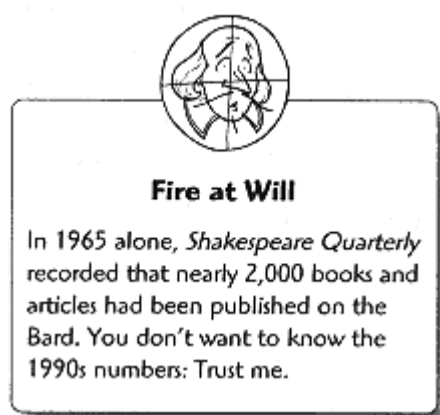 Fire at Will
In 1965 alone, Shakespeare Quarterly
recorded that nearly 2,000 books and
articles had been published on the
Bard. You don't want to know the
1990s numbers: Trust me.